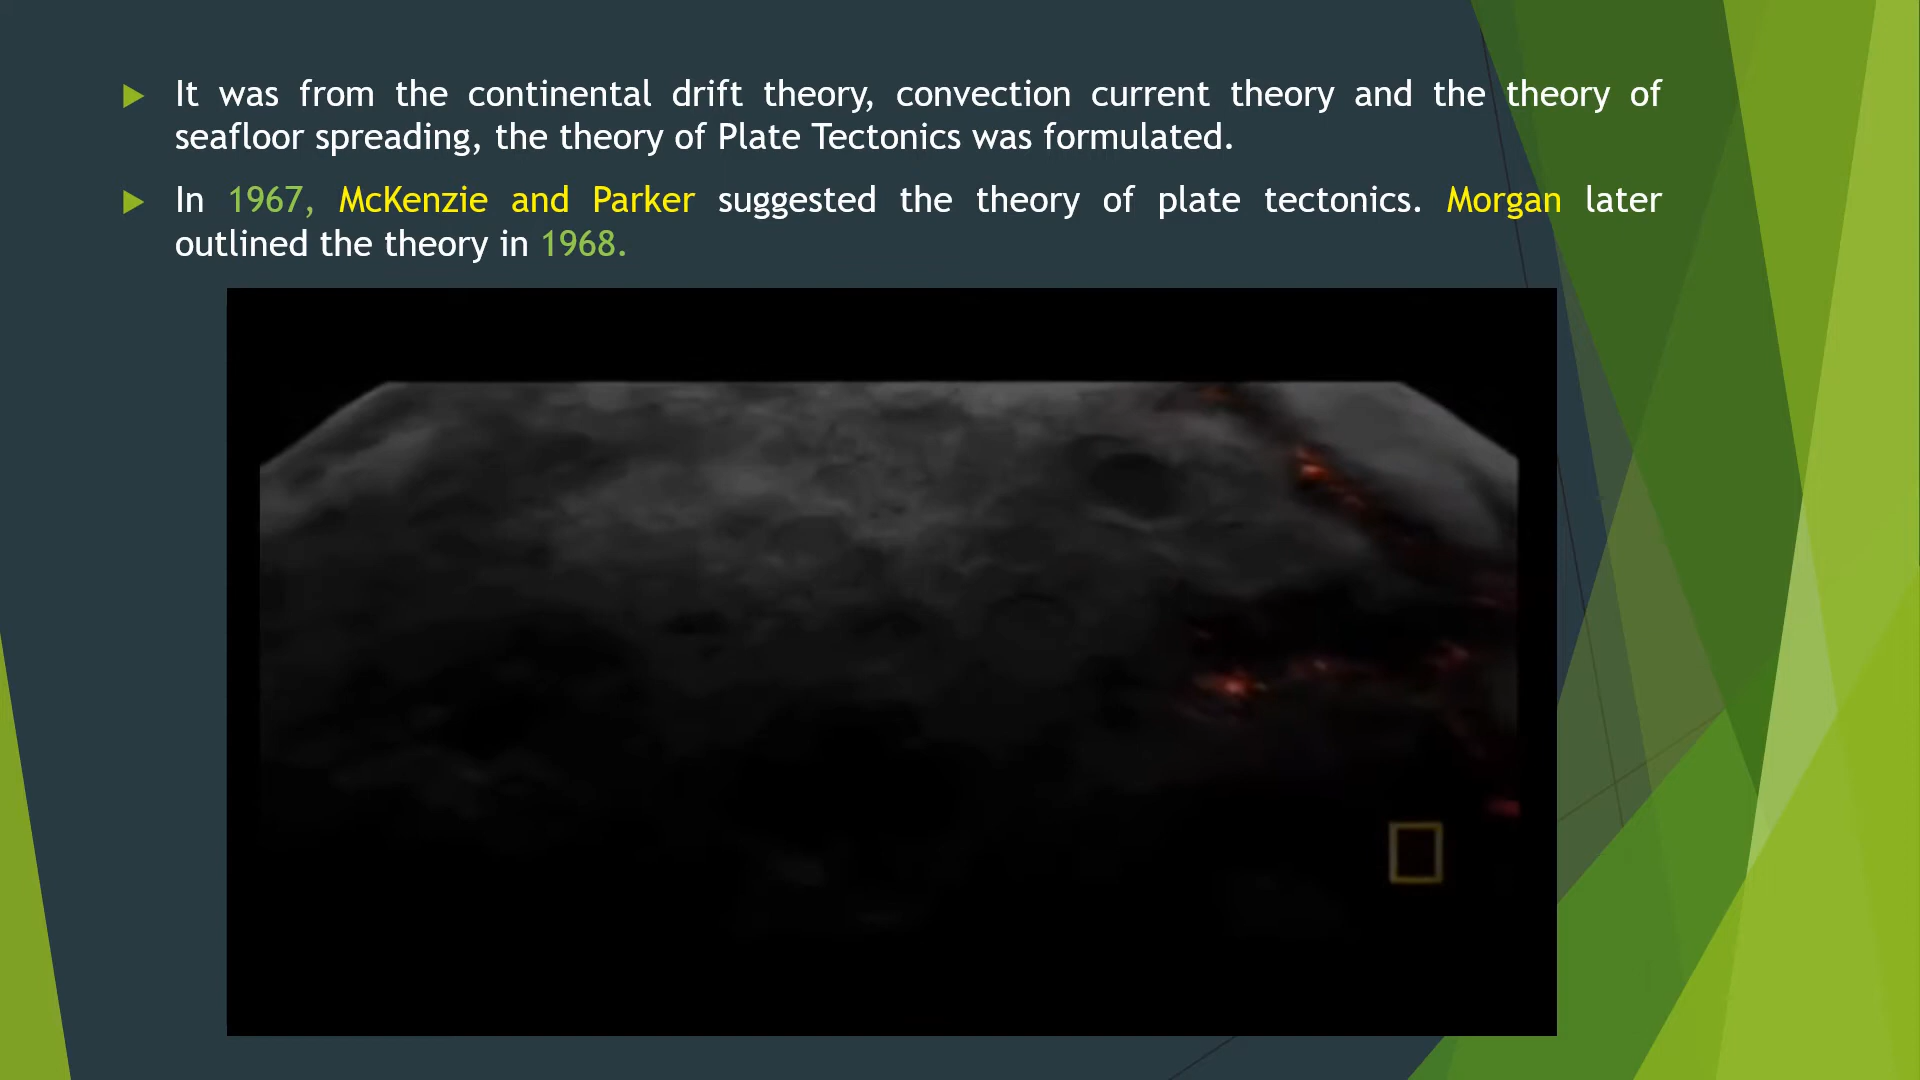 It was from the continental drift theory, convection current theory and the theory of
seafloor spreading, the theory of Plate Tectonics was formulated.
In 1967, McKenzie and Parker suggested the theory of plate tectonics. Morgan later
outlined the theory in 1968.